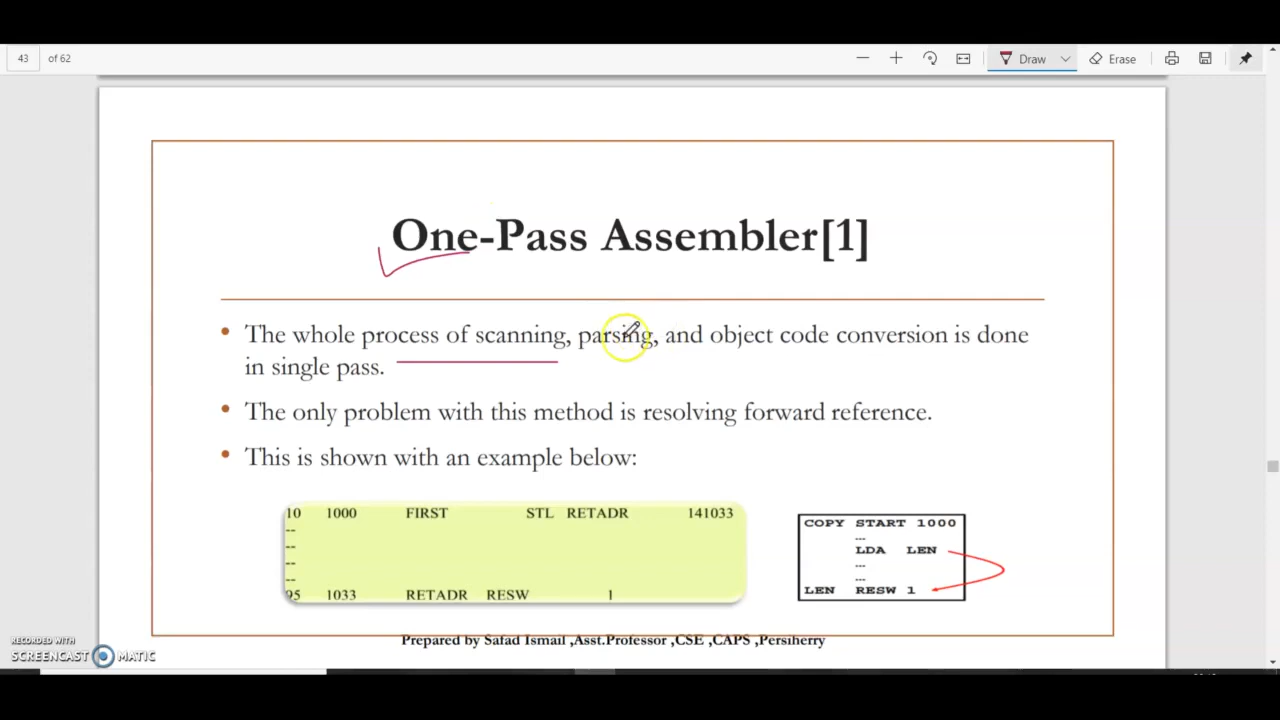 43 of 62 Draw Erase
One-Pass Assembler[1]
• The whole process of scanning, parsing, and object code conversion is done
in single pass.
• The only problem with this method is resolving forward reference.
• This is shown with an example below:
10 1000 FIRST STL RETADR 141033
--
--
--
--
95 1033 RETADR RESW 1
COPY START 1000
---
LDA LEN
---
---
LEN RESW 1
Prepared by Safad Ismail ,Asst.Professor ,CSE ,CAPS ,Persiherry
RECORDED WITH
SCREENCAST MATIC